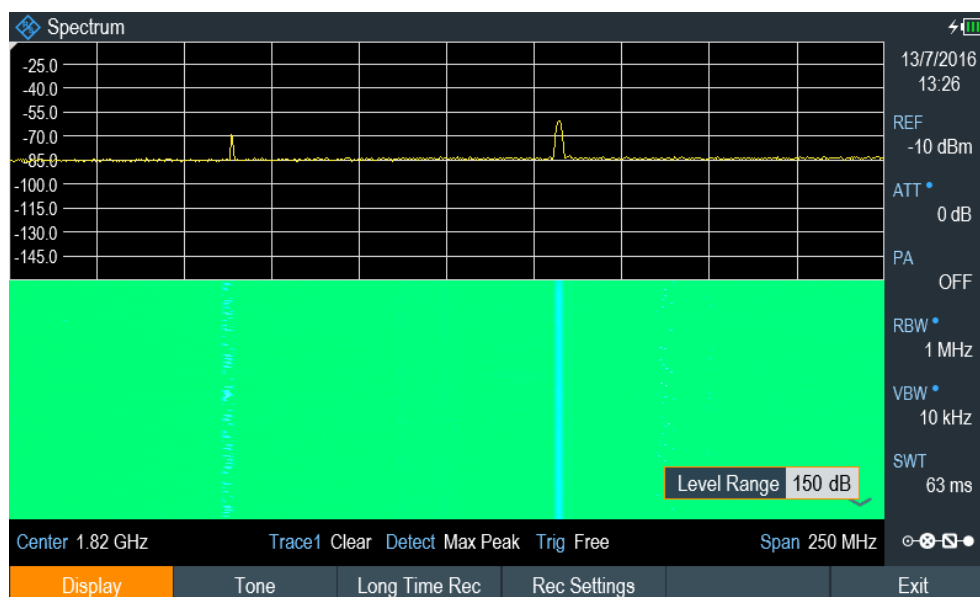 Spectrum
-25.0
-40.0
-55.0
-70.0
-85.0
-100.0
-115.0
-130.0
-145.0
13/7/2016
13:26
REF
-10 dBm
ATT
0 dB
PA
OFF
RBW
1 MHz
VBW
10 kHz
SWT
63 ms
Level Range 150 dB
Center 1.82 GHz Trace1 Clear Detect Max Peak Trig Free Span 250 MHz
Display Tone Long Time Rec Rec Settings Exit